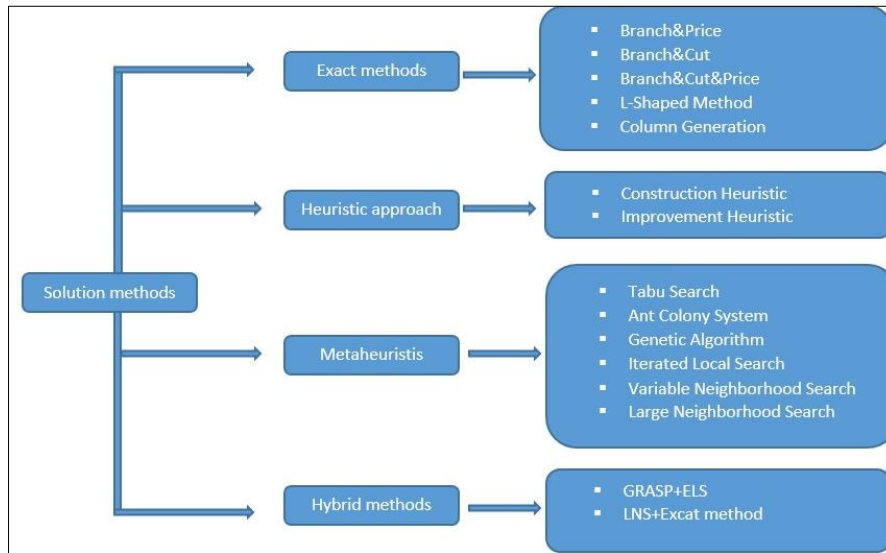 Solution methods
Exact methods
Branch&Price
Branch&Cut
Branch&Cut&Price
L-Shaped Method
Column Generation
Heuristic approach
Construction Heuristic
Improvement Heuristic
Metaheuristis
Tabu Search
Ant Colony System
Genetic Algorithm
Iterated Local Search
Variable Neighborhood Search
Large Neighborhood Search
Hybrid methods
GRASP+ELS
LNS+Excat method